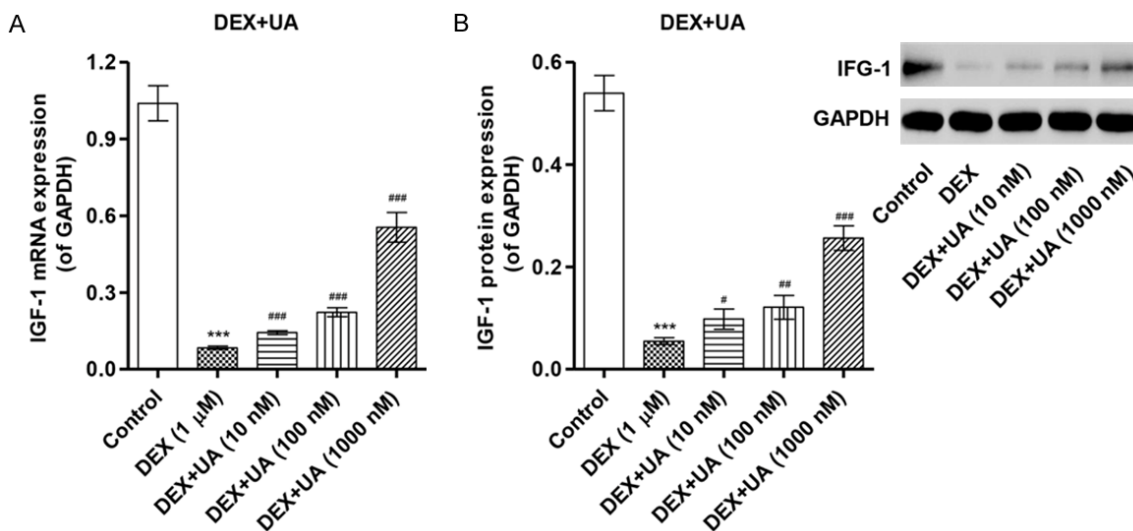 A
DEX+UA
IGF-1 mRNA expression
(of GAPDH)
1.2
0.9
0.6
0.3
0.0
***
###
###
###
Control
DEX (1 μM)
DEX+UA (10 nM)
DEX+UA (100 nM)
DEX+UA (1000 nM)
B
DEX+UA
IGF-1 protein expression
(of GAPDH)
0.6
0.4
0.2
0.0
***
#
##
###
Control
DEX (1 μM)
DEX+UA (10 nM)
DEX+UA (100 nM)
DEX+UA (1000 nM)
IFG-1
GAPDH
Control
DEX
DEX+UA (10 nM)
DEX+UA (100 nM)
DEX+UA (1000 nM)